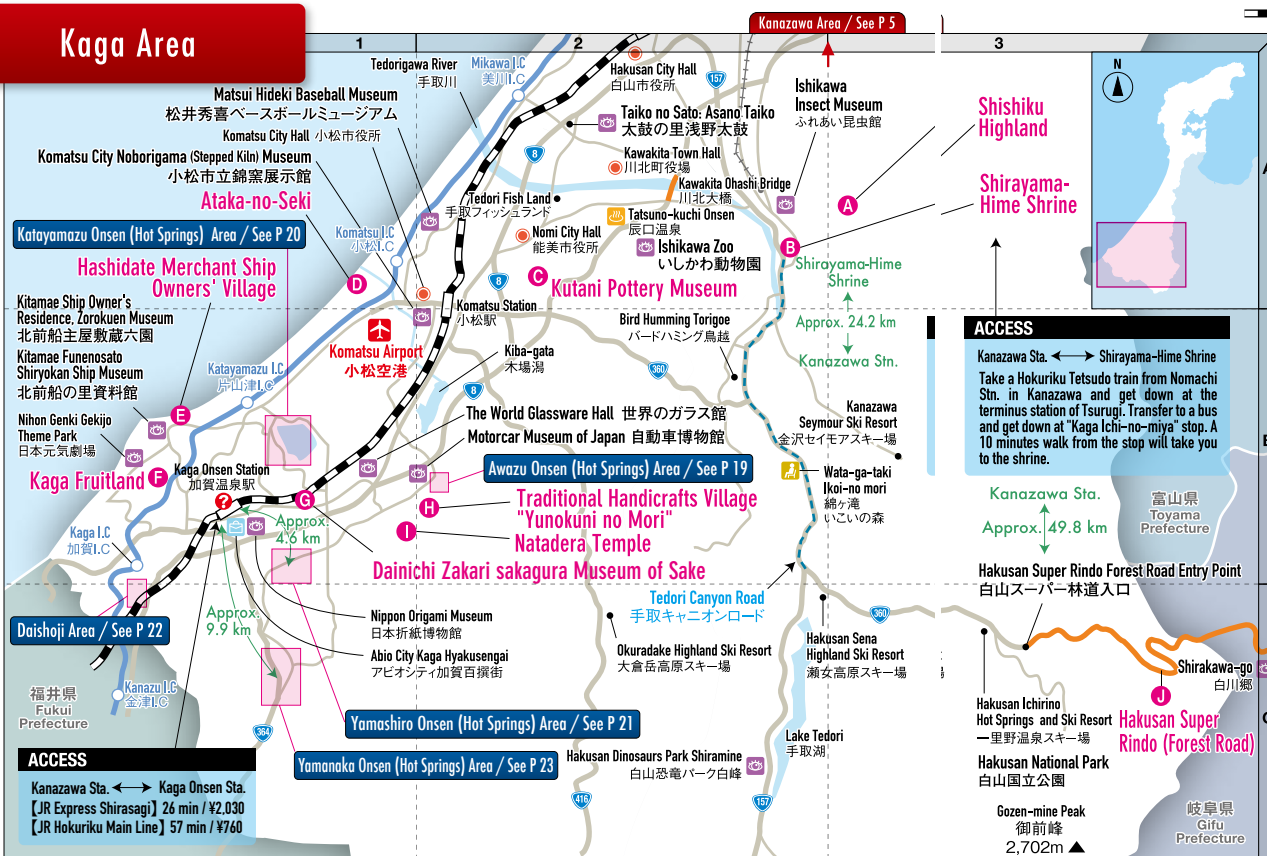 Kaga Area
Kanazawa Area / See P 5
1
2
3
N
Tedorigawa River
手取川
Mikawa I.C
美川I.C
Hakusan City Hall
白山市役所
157
Matsui Hideki Baseball Museum
松井秀喜ベースボールミュージアム
Komatsu City Hall 小松市役所
Komatsu City Noborigama (Stepped Kiln) Museum
小松市立錦窯展示館
Ataka-no-Seki
Taiko no Sato: Asano Taiko
太鼓の里浅野太鼓
8
Kawakita Town Hall
川北町役場
Kawakita Ohashi Bridge
川北大橋
Ishikawa
Insect Museum
ふれあい昆虫館
Shishiku
Highland
Shirayama-
Hime Shrine
A
B
Tedori Fish Land
手取フィッシュランド
Tatsuno-kuchi Onsen
辰口温泉
Nomi City Hall
能美市役所
Ishikawa Zoo
いしかわ動物園
Katayamazu Onsen (Hot Springs) Area / See P 20
Komatsu I.C
小松I.C
Hashidate Merchant Ship
Owners' Village
D
8
C
Kutani Pottery Museum
Shirayama-Hime
Shrine
Approx. 24.2 km
Kanazawa Stn.
Kitamae Ship Owner's
Residence, Zorokuen Museum
北前船主屋敷蔵六園
Kitamae Funenosato
Shiryokan Ship Museum
北前船の里資料館
Komatsu Station
小松駅
Komatsu Airport
小松空港
Bird Humming Torigoe
バードハミング鳥越
Kiba-gata
木場潟
360
8
Katayamazu I.C
片山津I.C
ACCESS
Kanazawa Sta. ⟷ Shirayama-Hime Shrine
Take a Hokuriku Tetsudo train from Nomachi
Stn. in Kanazawa and get down at the
terminus station of Tsurugi. Transfer to a bus
and get down at "Kaga Ichi-no-miya" stop. A
10 minutes walk from the stop will take you
to the shrine.
E
Nihon Genki Gekijo
Theme Park
日本元気劇場
The World Glassware Hall 世界のガラス館
Motorcar Museum of Japan 自動車博物館
Kanazawa
Seymour Ski Resort
金沢セイモアスキー場
Kaga Fruitland
F
Kaga Onsen Station
加賀温泉駅
?
G
Awazu Onsen (Hot Springs) Area / See P 19
Wata-ga-taki
Ikoi-no mori
綿ヶ滝
いこいの森
Kanazawa Sta.
Approx. 49.8 km
富山県
Toyama
Prefecture
H
Traditional Handicrafts Village
"Yunokuni no Mori"
I
Natadera Temple
Kaga I.C
加賀I.C
Approx.
4.6 km
Dainichi Zakari sakagura Museum of Sake
Hakusan Super Rindo Forest Road Entry Point
白山スーパー林道入口
Tedori Canyon Road
手取キャニオンロード
360
Daishoji Area / See P 22
Approx.
9.9 km
Nippon Origami Museum
日本折紙博物館
Abio City Kaga Hyakusengai
アビオシティ加賀百撰街
Okuradake Highland Ski Resort
大倉岳高原スキー場
Hakusan Sena
Highland Ski Resort
瀬女高原スキー場
Shirakawa-go
白川郷
J
Hakusan Super
Rindo (Forest Road)
福井県
Fukui
Prefecture
Kanazu I.C
金津I.C
Hakusan Ichirino
Hot Springs and Ski Resort
一里野温泉スキー場
Hakusan National Park
白山国立公園
364
Yamashiro Onsen (Hot Springs) Area / See P 21
Yamanaka Onsen (Hot Springs) Area / See P 23
Lake Tedori
手取湖
Hakusan Dinosaurs Park Shiramine
白山恐竜パーク白峰
416
157
Gozen-mine Peak
御前峰
2,702m
岐阜県
Gifu
Prefecture
ACCESS
Kanazawa Sta. ⟷ Kaga Onsen Sta.
【JR Express Shirasagi】 26 min / ¥2,030
【JR Hokuriku Main Line】 57 min / ¥760